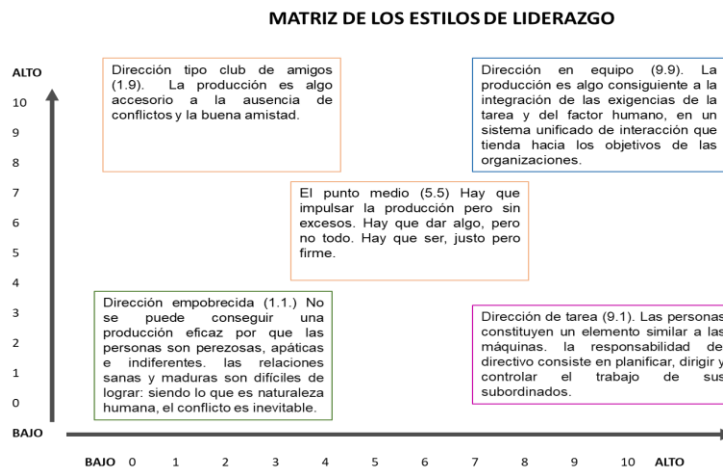 MATRIZ DE LOS ESTILOS DE LIDERAZGO
ALTO
10
9
8
7
6
5
4
3
2
1
0
BAJO
Dirección tipo club de amigos
(1.9). La producción es algo
accesorio a la ausencia de
conflictos y la buena amistad.
Dirección en equipo (9.9). La
producción es algo consiguiente a la
integración de las exigencias de la
tarea y del factor humano, en un
sistema unificado de interacción que
tienda hacia los objetivos de las
organizaciones.
El punto medio (5.5) Hay que
impulsar la producción pero sin
excesos. Hay que dar algo, pero
no todo. Hay que ser, justo pero
firme.
Dirección empobrecida (1.1.) No
se puede conseguir una
producción eficaz por que las
personas son perezosas, apáticas
e indiferentes. las relaciones
sanas y maduras son difíciles de
lograr: siendo lo que es naturaleza
humana, el conflicto es inevitable.
Dirección de tarea (9.1). Las personas
constituyen un elemento similar a las
máquinas. la responsabilidad de
directivo consiste en planificar, dirigir y
controlar el trabajo de sus
subordinados.
BAJO 0 1 2 3 4 5 6 7 8 9 10 ALTO